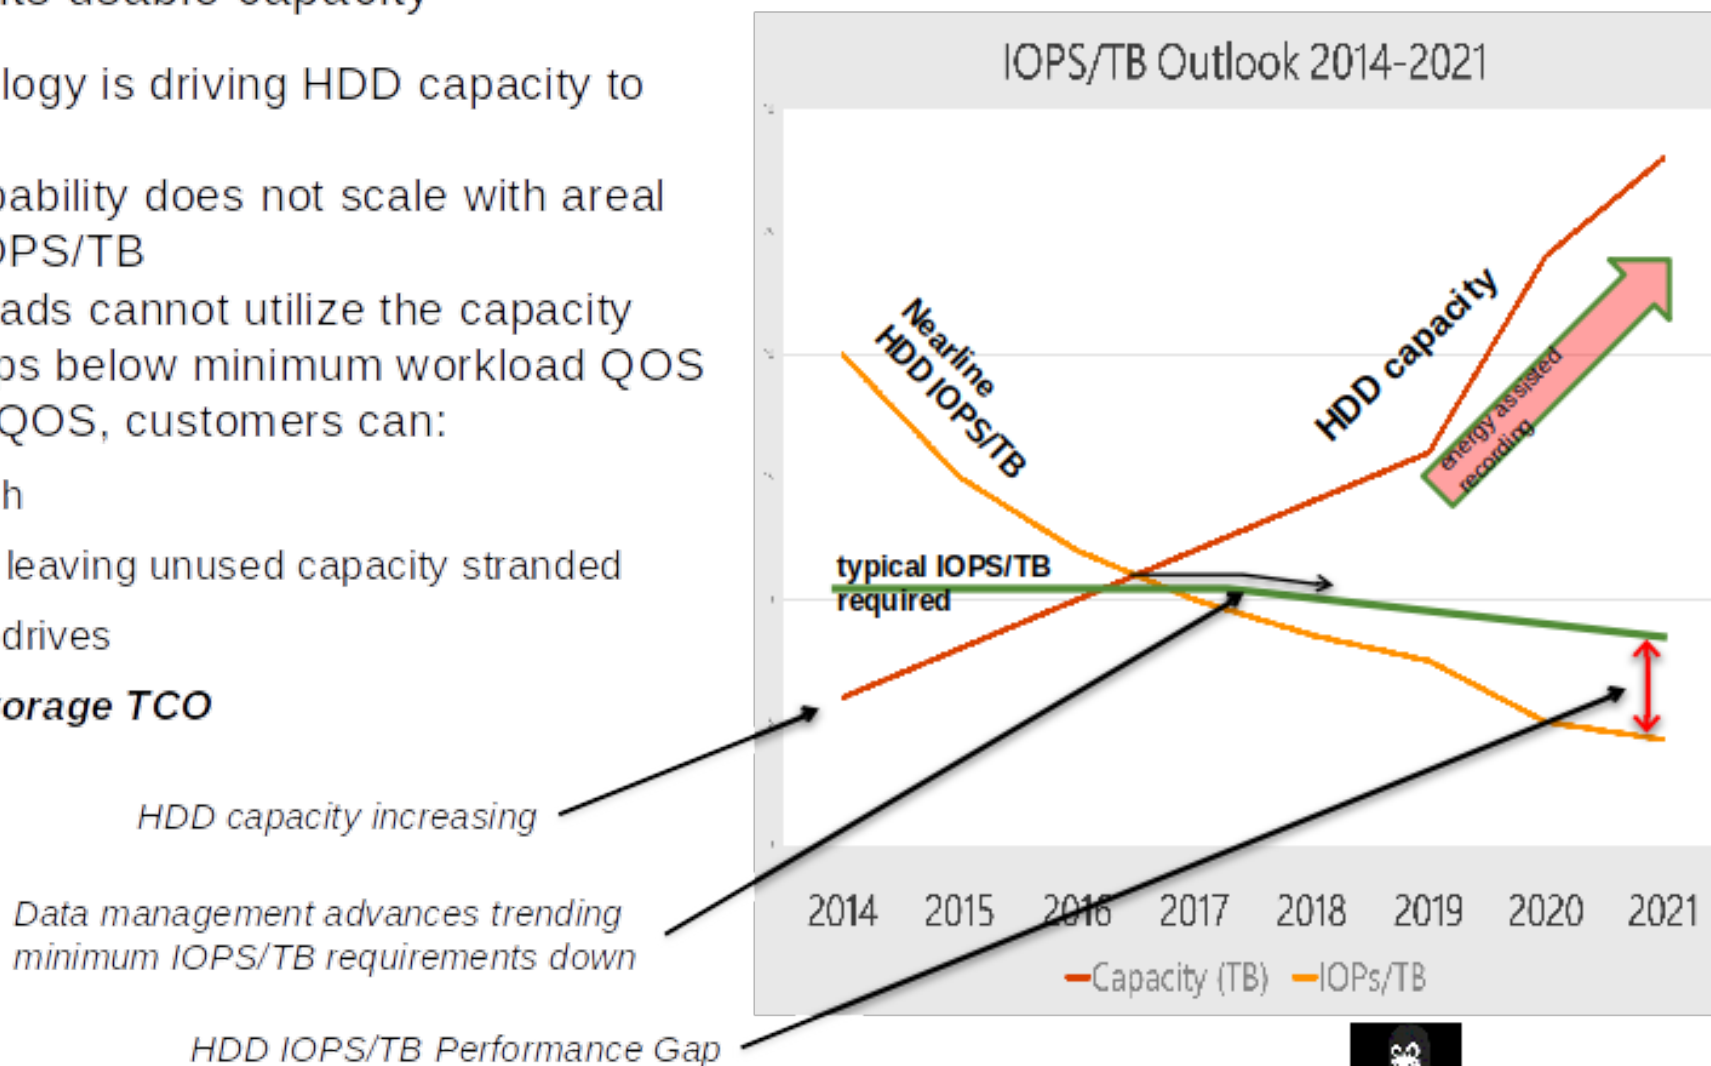 usable capacity
logy is driving HDD capacity to
pability does not scale with areal
OPS/TB
ads cannot utilize the capacity
ps below minimum workload QOS
QOS, customers can:
h
leaving unused capacity stranded
drives
orage TCO
HDD capacity increasing
Data management advances trending
minimum IOPS/TB requirements down
HDD IOPS/TB Performance Gap
IOPS/TB Outlook 2014-2021
Nearline
HDD IOPS/TB
HDD capacity
energy assisted
recording
typical IOPS/TB
required
2014 2015 2016 2017 2018 2019 2020 2021
Capacity (TB) IOPs/TB